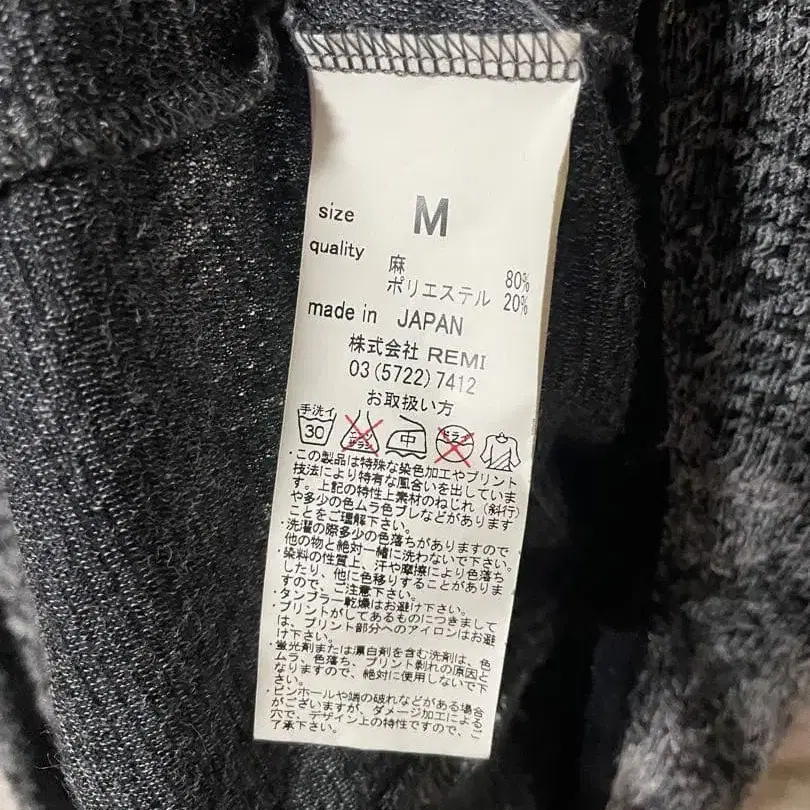 size M
quality
麻 80%
ポリエステル 20%
made in JAPAN
株式会社 REMI
03(5722)7412
お取扱い方
手洗イ
30
エンソサラシ
中
ドライ
・この製品は特殊な染色加工やプリント
技法により特有な風合いを出していま
す。上記の特性上素材のねじれ（斜行）
や多少の色ムラ色ブレなどがあります
ことをご理解下さい。
・洗濯の際多少の色落ちがありますので
他の物と絶対一緒に洗わないで下さい。
・染料の性質上、汗や摩擦により色落ち
したり、他に色移りすることがありま
すので、ご注意下さい。
・タンブラー乾燥はお避け下さい。
・プリントがしてあるものにつきまして
は、プリント部分へのアイロンはお避
け下さい。
・蛍光剤または漂白剤を含む洗剤は、色
ムラ、色落ち、プリント剥れの原因と
なりますので、絶対に使用しないで下
さい。
・ピンホールや端の破れなどがある場合
がございますが、ダメージ加工による
穴で、デザイン上の特性ですので、ご
了承下さい。